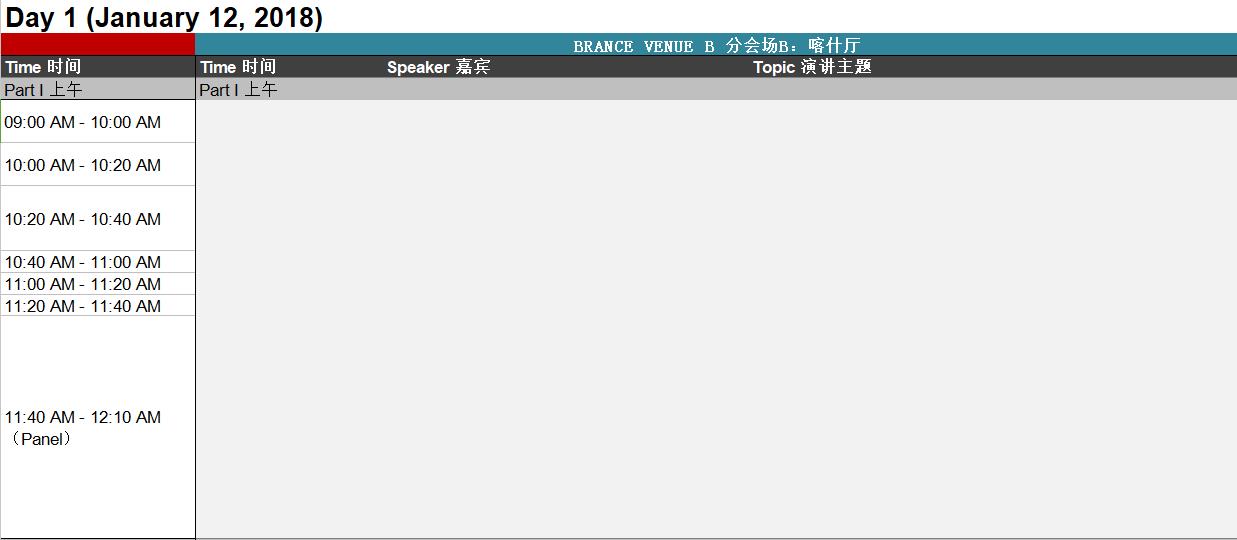 Day 1 (January 12, 2018)
BRANCE VENUE B 分会场B：喀什厅
Time 时间 Time 时间 Speaker 嘉宾 Topic 演讲主题
Part I 上午 Part I 上午
09:00 AM - 10:00 AM
10:00 AM - 10:20 AM
10:20 AM - 10:40 AM
10:40 AM - 11:00 AM
11:00 AM - 11:20 AM
11:20 AM - 11:40 AM
11:40 AM - 12:10 AM
（Panel）